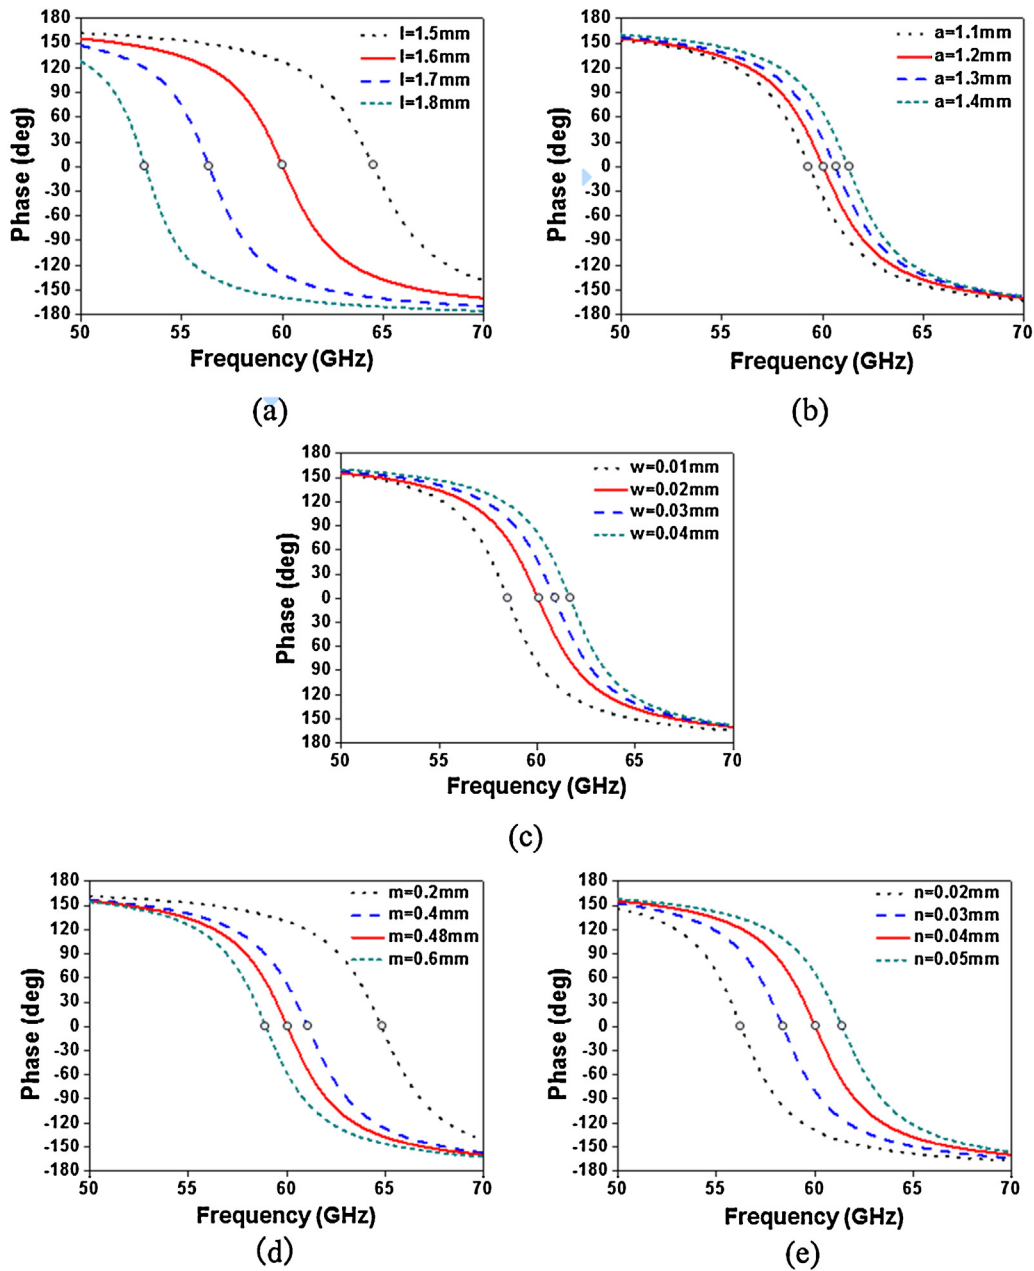 180
150
120
90
60
30
0
-30
-60
-90
-120
-150
-180
Phase (deg)
l=1.5mm
l=1.6mm
l=1.7mm
l=1.8mm
50 55 60 65 70
Frequency (GHz)
(a)
180
150
120
90
60
30
0
-30
-60
-90
-120
-150
-180
Phase (deg)
a=1.1mm
a=1.2mm
a=1.3mm
a=1.4mm
50 55 60 65 70
Frequency (GHz)
(b)
180
150
120
90
60
30
0
30
60
90
120
150
180
Phase (deg)
w=0.01mm
w=0.02mm
w=0.03mm
w=0.04mm
50 55 60 65 70
Frequency (GHz)
(c)
180
150
120
90
60
30
0
-30
-60
-90
-120
-150
-180
Phase (deg)
m=0.2mm
m=0.4mm
m=0.48mm
m=0.6mm
50 55 60 65 70
Frequency (GHz)
(d)
180
150
120
90
60
30
0
-30
-60
-90
-120
-150
-180
Phase (deg)
n=0.02mm
n=0.03mm
n=0.04mm
n=0.05mm
50 55 60 65 70
Frequency (GHz)
(e)